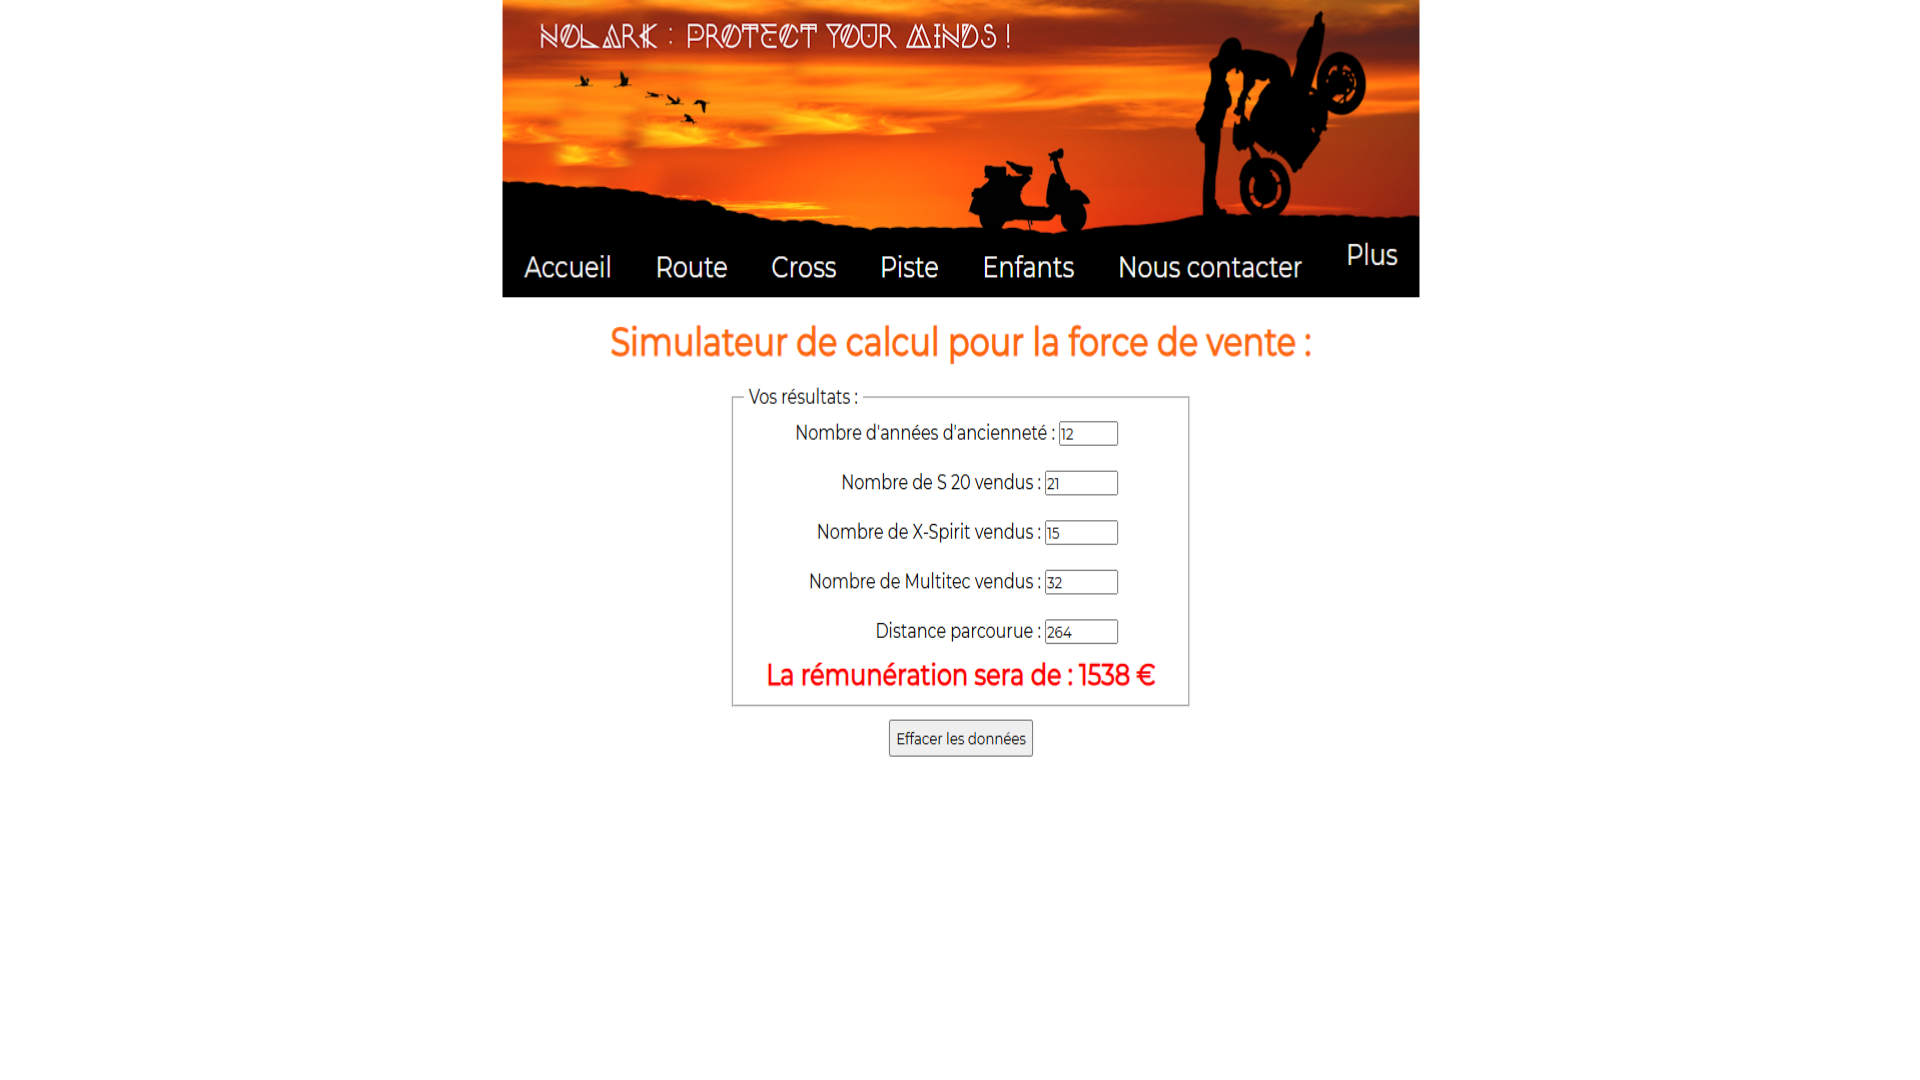 NOLARK : PROTECT YOUR MINDS !
Accueil Route Cross Piste Enfants Nous contacter Plus
Simulateur de calcul pour la force de vente :
Vos résultats :
Nombre d'années d'ancienneté : 12
Nombre de S 20 vendus : 21
Nombre de X-Spirit vendus : 15
Nombre de Multitec vendus : 32
Distance parcourue : 264
La rémunération sera de : 1538 €
Effacer les données